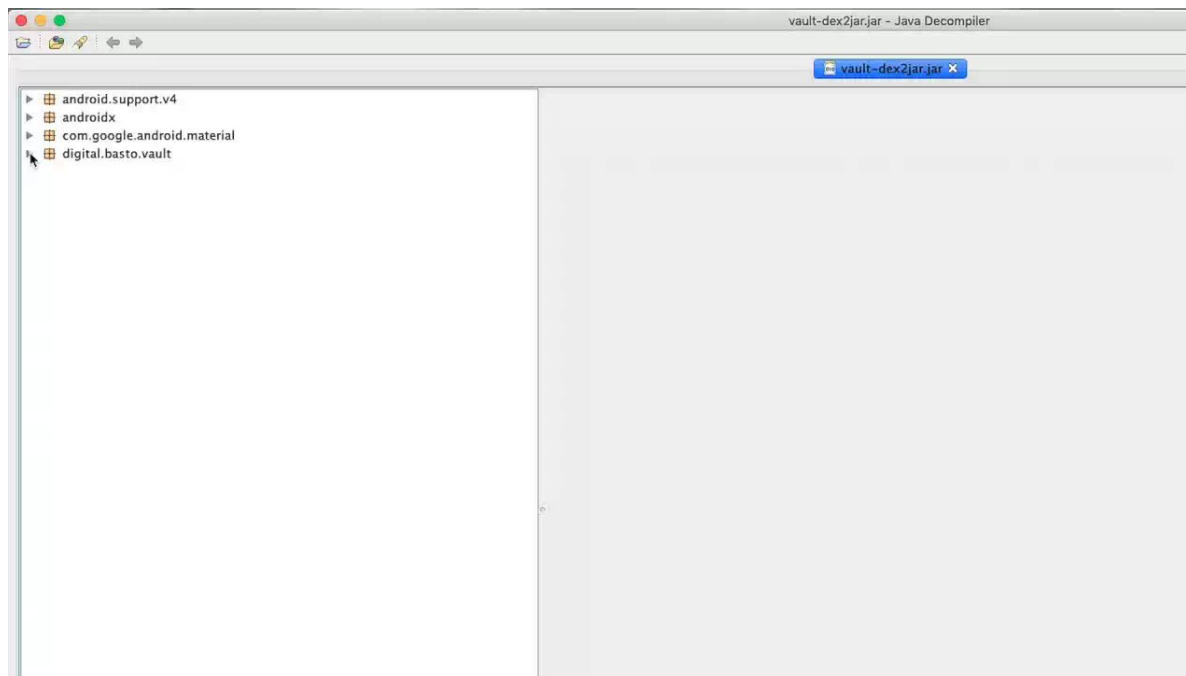 vault-dex2jar.jar - Java Decompiler
vault-dex2jar.jar
android.support.v4
androidx
com.google.android.material
digital.basto.vault